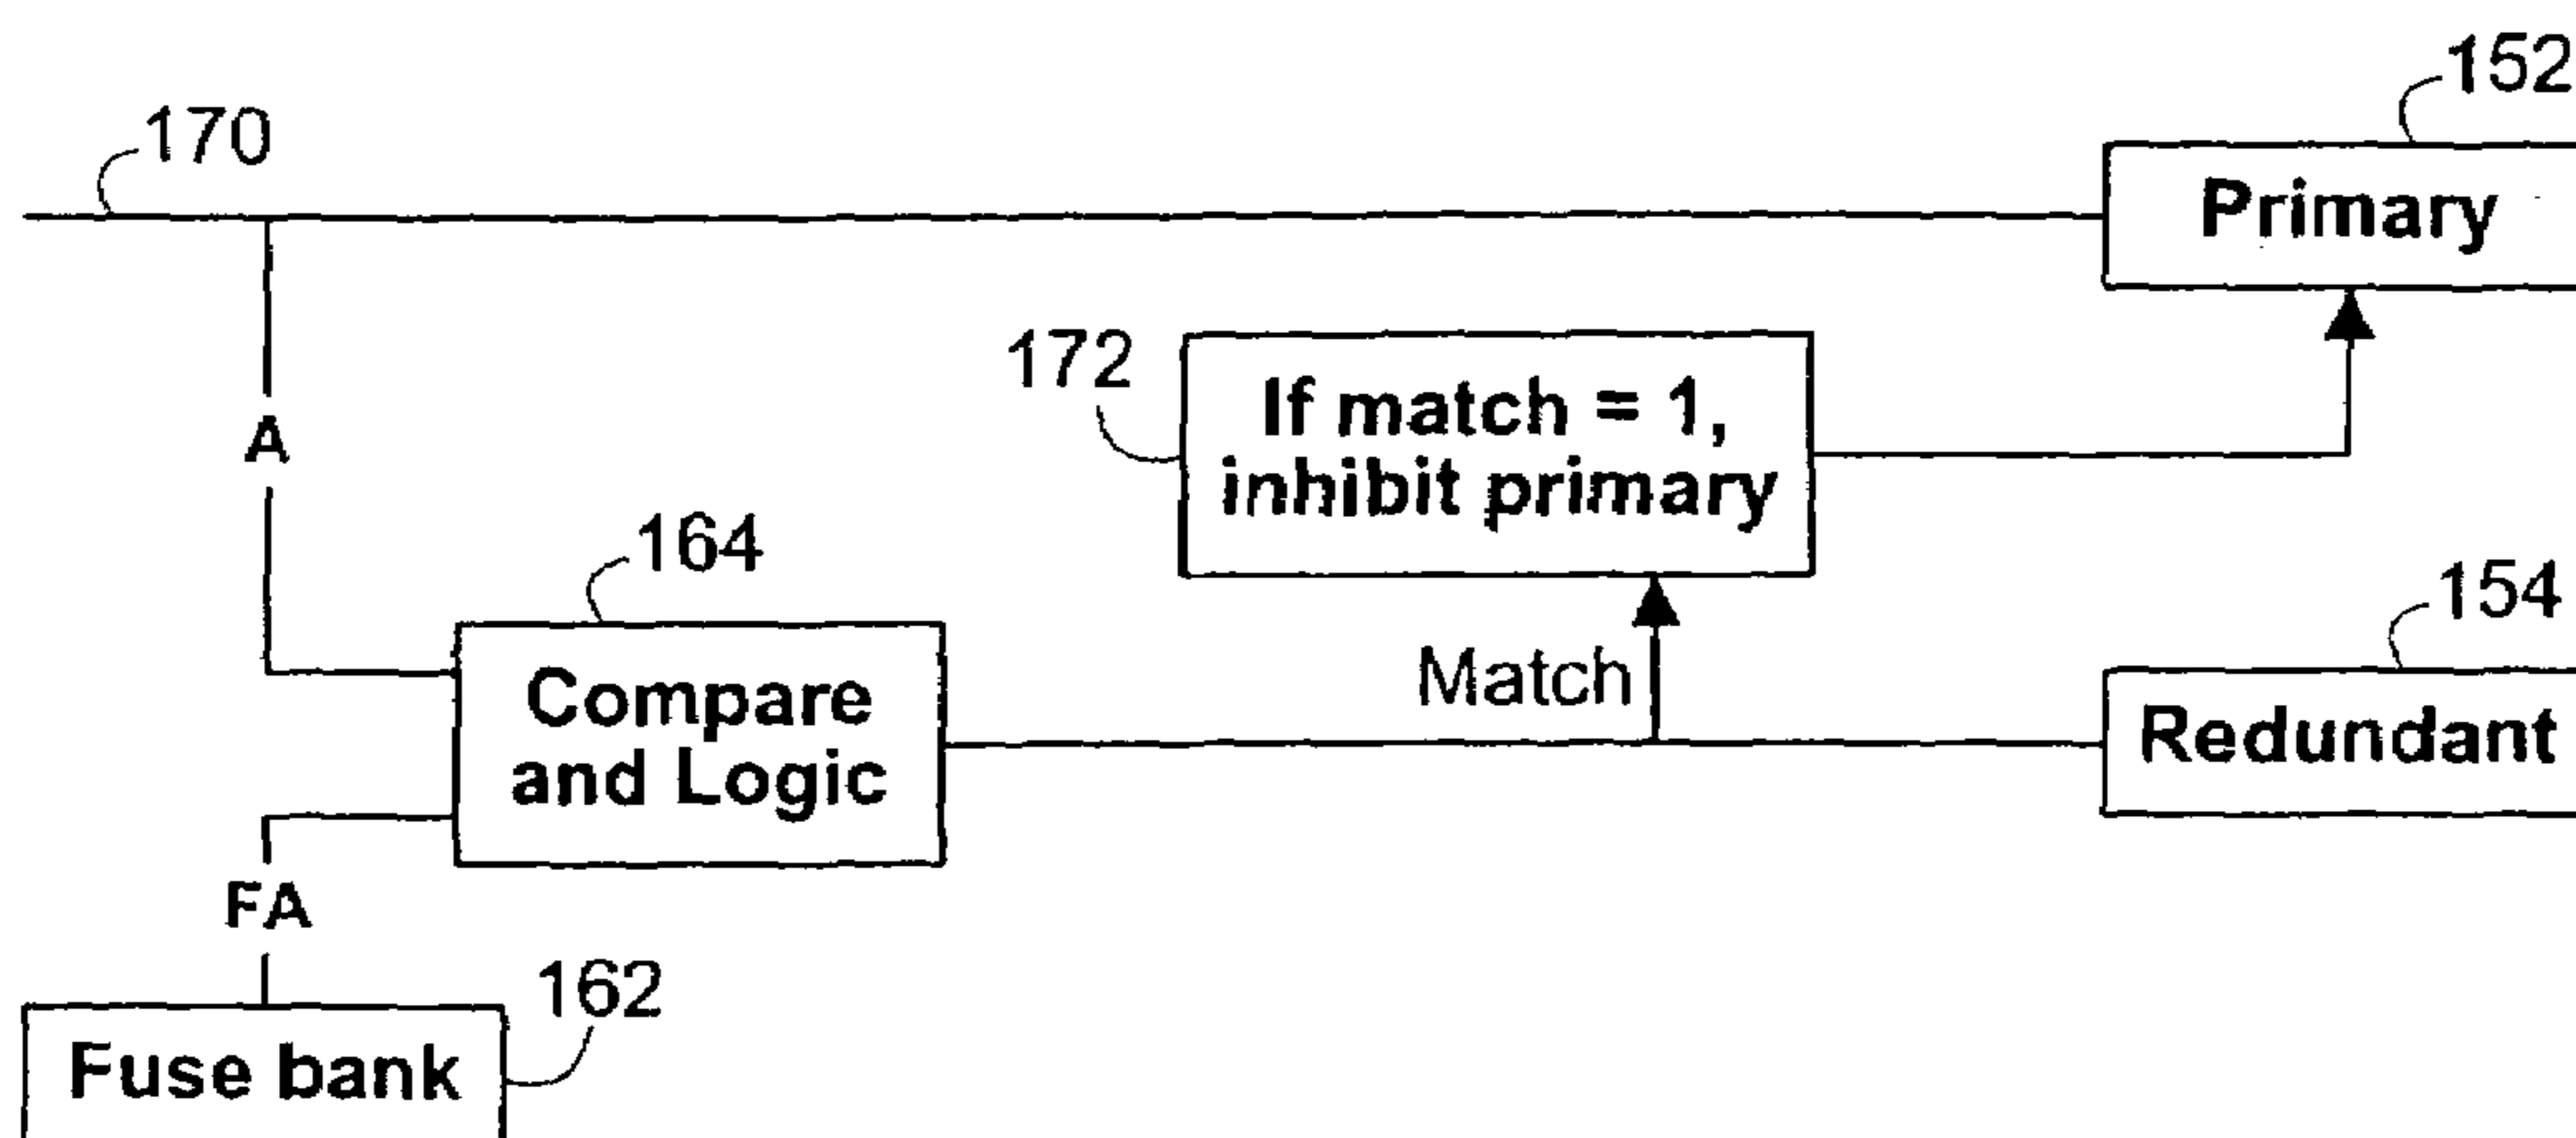 152
170
Primary
172
If match = 1,
inhibit primary
A
164
154
Match
Compare
and Logic
Redundant
FA
162
Fuse bank